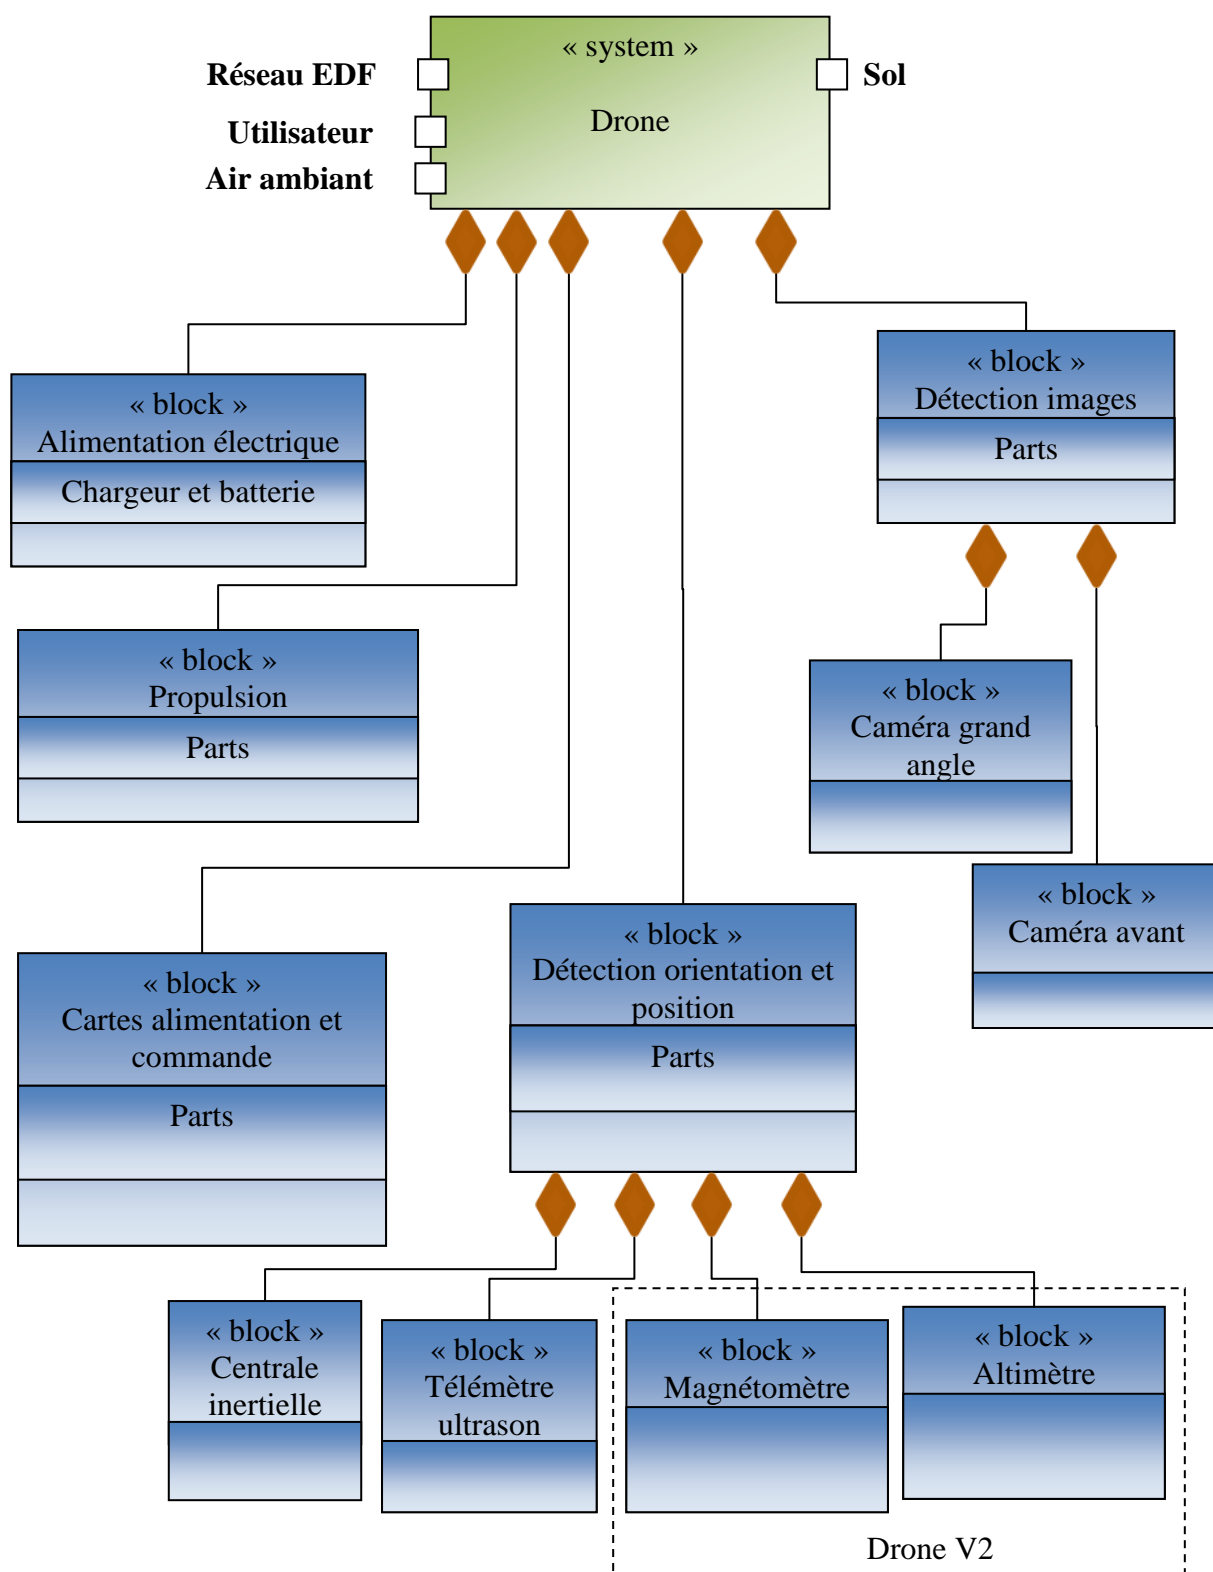 « system »
Réseau EDF
Sol
Drone
Utilisateur
Air ambiant
« block »
Détection images
Parts
« block »
Alimentation électrique
Chargeur et batterie
« block »
Propulsion
Parts
« block »
Caméra grand
angle
« block »
Caméra avant
« block »
Détection orientation et
position
Parts
« block »
Cartes alimentation et
commande
Parts
« block »
Centrale
inertielle
« block »
Télémètre
ultrason
« block »
Magnétomètre
« block »
Altimètre
Drone V2